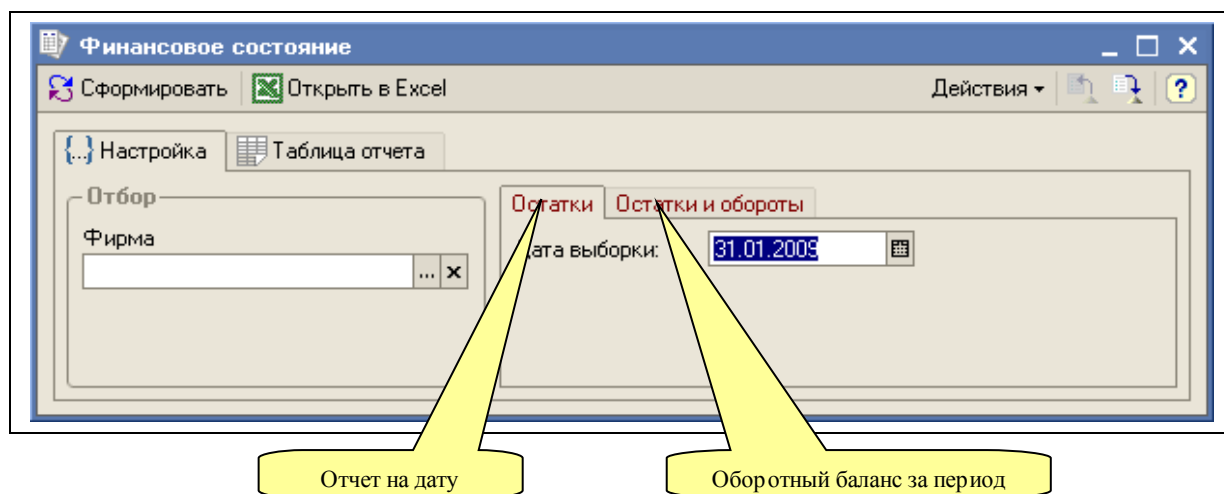 Финансовое состояние
Сформировать Открыть в Excel Действия
{...} Настройка Таблица отчета
Отбор
Остатки Остатки и обороты
Фирма
Дата выборки: 31.01.2009
... x
Отчет на дату Оборотный баланс за период